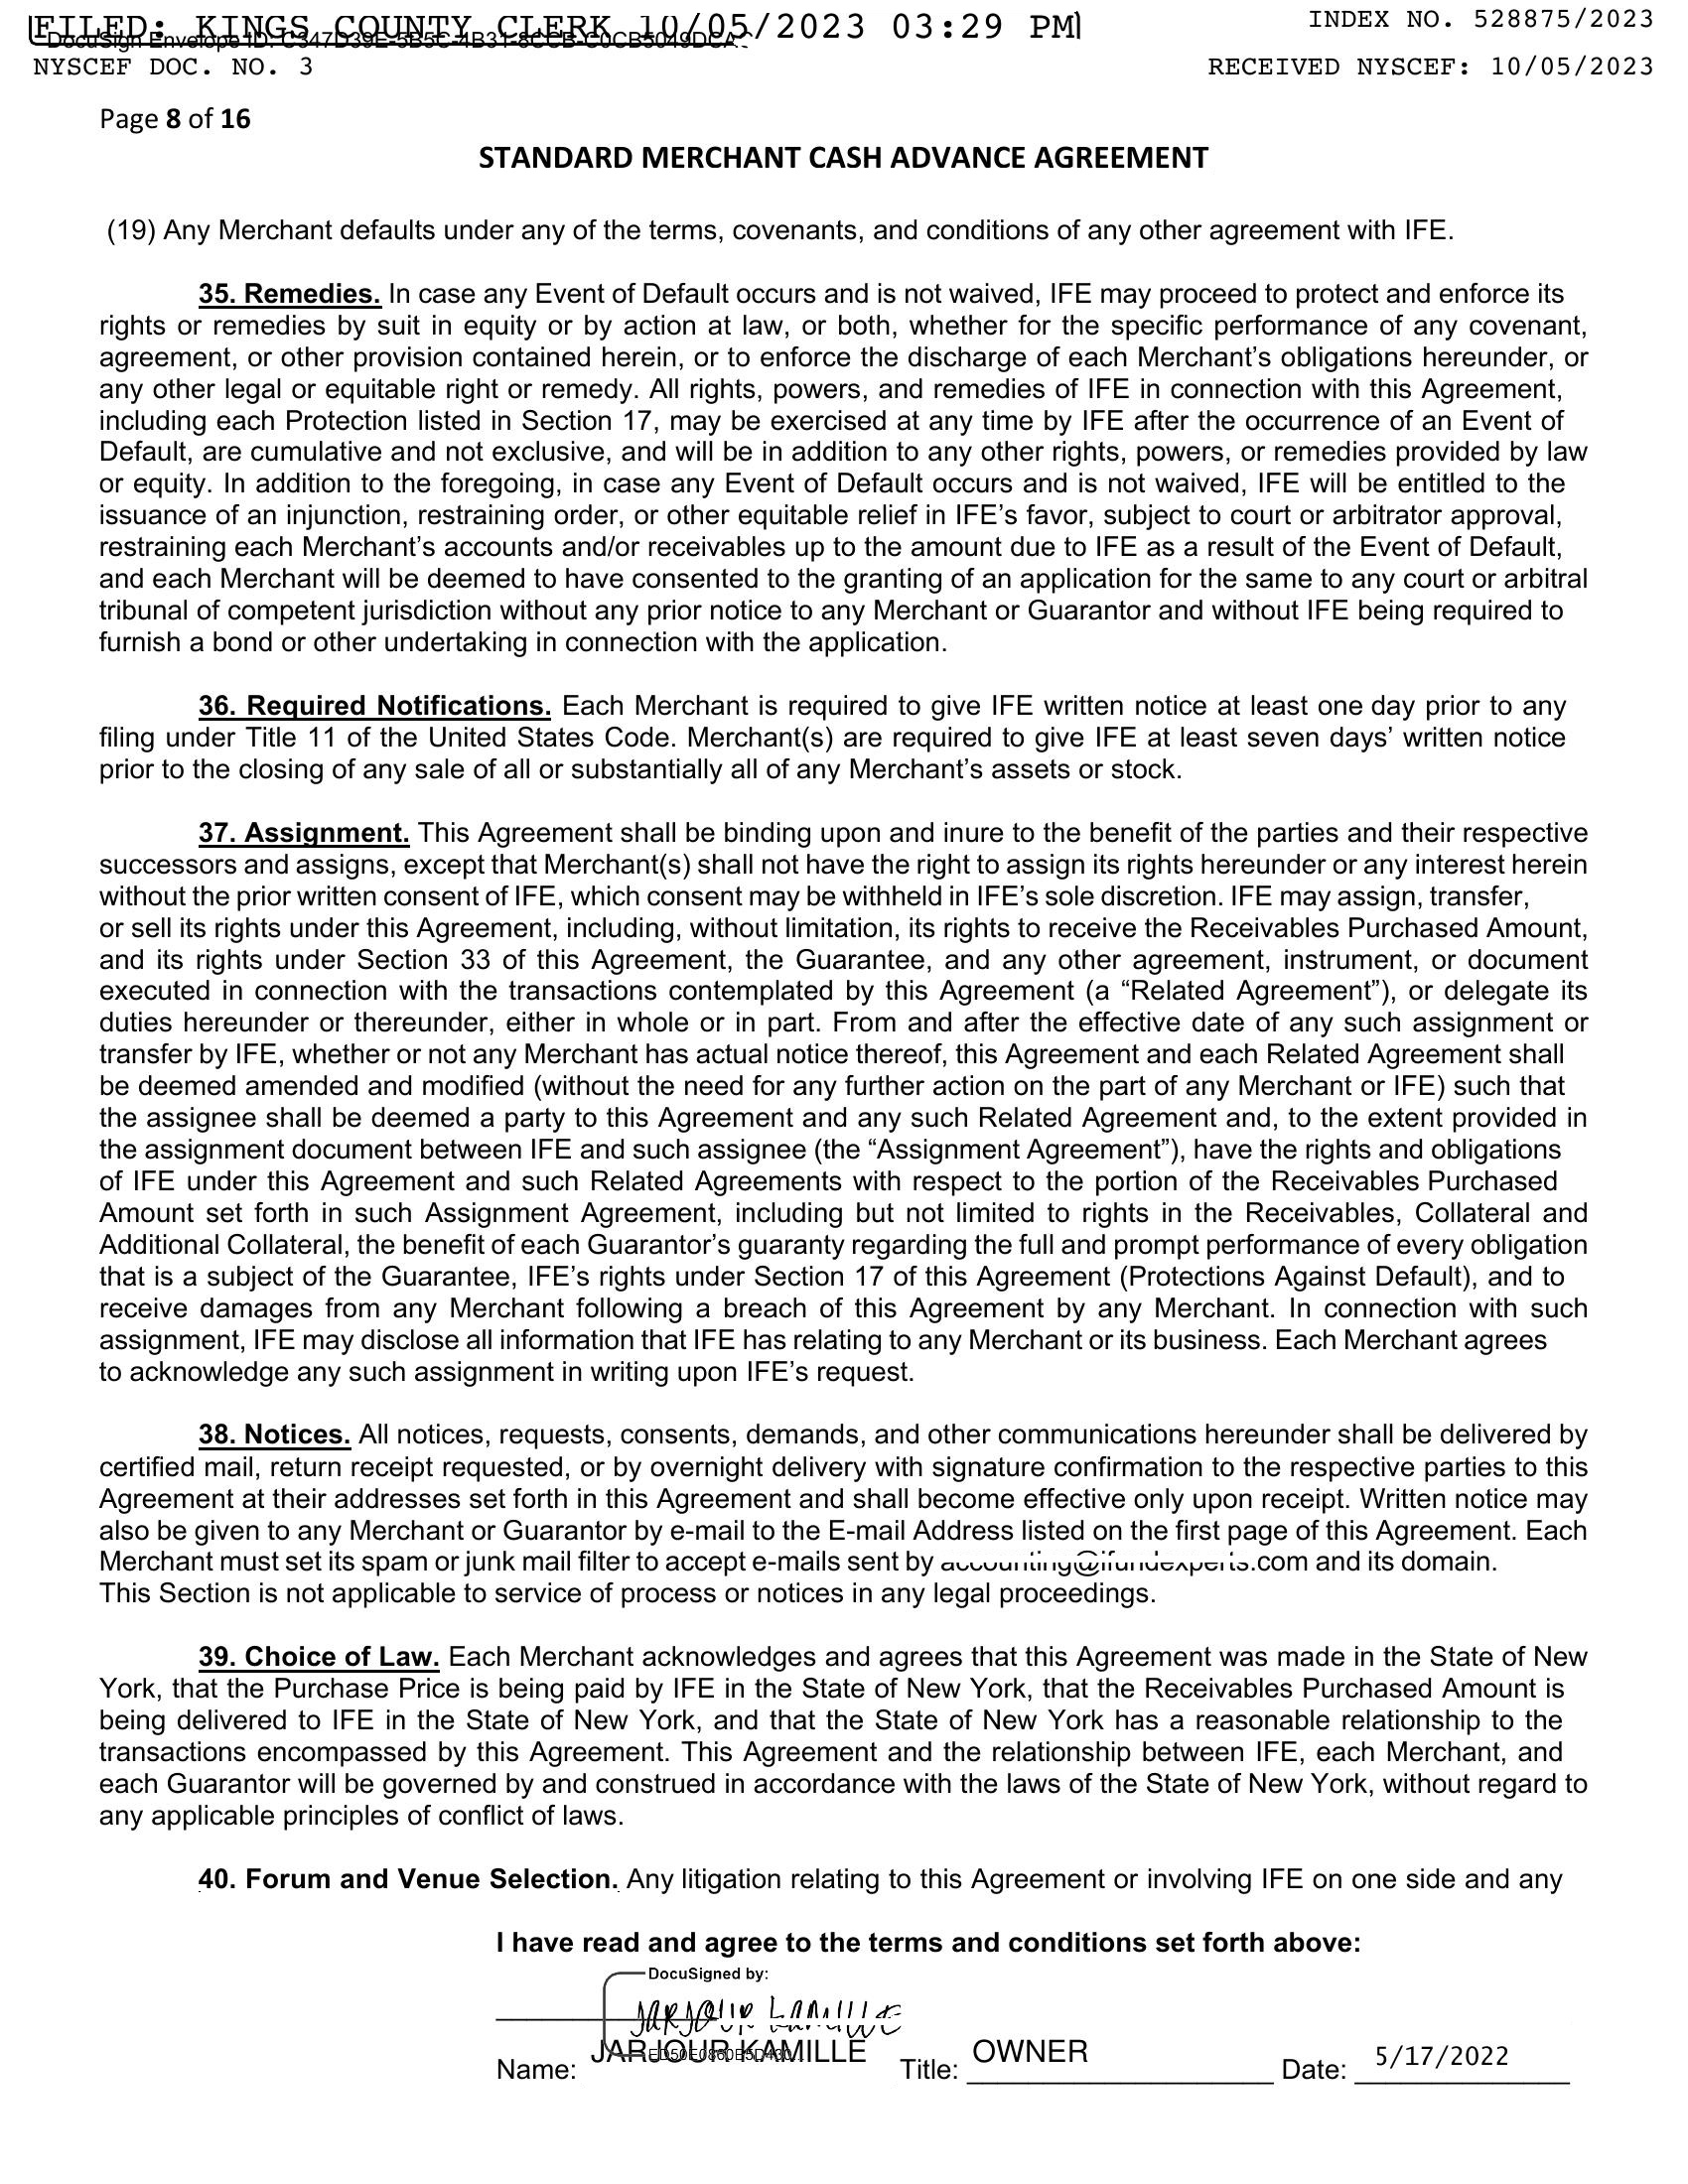 FILED: KINGS COUNTY CLERK 10/05/2023 03:29 PM
INDEX NO. 528875/2023
DocuSign Envelope ID: C347D39E-5B5C-4B31-8CCB-C0CB5049DCA
NYSCEF DOC. NO. 3
RECEIVED NYSCEF: 10/05/2023
Page 8 of 16
STANDARD MERCHANT CASH ADVANCE AGREEMENT
(19) Any Merchant defaults under any of the terms, covenants, and conditions of any other agreement with IFE.
35. Remedies. In case any Event of Default occurs and is not waived, IFE may proceed to protect and enforce its
rights or remedies by suit in equity or by action at law, or both, whether for the specific performance of any covenant,
agreement, or other provision contained herein, or to enforce the discharge of each Merchant’s obligations hereunder, or
any other legal or equitable right or remedy. All rights, powers, and remedies of IFE in connection with this Agreement,
including each Protection listed in Section 17, may be exercised at any time by IFE after the occurrence of an Event of
Default, are cumulative and not exclusive, and will be in addition to any other rights, powers, or remedies provided by law
or equity. In addition to the foregoing, in case any Event of Default occurs and is not waived, IFE will be entitled to the
issuance of an injunction, restraining order, or other equitable relief in IFE’s favor, subject to court or arbitrator approval,
restraining each Merchant’s accounts and/or receivables up to the amount due to IFE as a result of the Event of Default,
and each Merchant will be deemed to have consented to the granting of an application for the same to any court or arbitral
tribunal of competent jurisdiction without any prior notice to any Merchant or Guarantor and without IFE being required to
furnish a bond or other undertaking in connection with the application.
36. Required Notifications. Each Merchant is required to give IFE written notice at least one day prior to any
filing under Title 11 of the United States Code. Merchant(s) are required to give IFE at least seven days’ written notice
prior to the closing of any sale of all or substantially all of any Merchant’s assets or stock.
37. Assignment. This Agreement shall be binding upon and inure to the benefit of the parties and their respective
successors and assigns, except that Merchant(s) shall not have the right to assign its rights hereunder or any interest herein
without the prior written consent of IFE, which consent may be withheld in IFE’s sole discretion. IFE may assign, transfer,
or sell its rights under this Agreement, including, without limitation, its rights to receive the Receivables Purchased Amount,
and its rights under Section 33 of this Agreement, the Guarantee, and any other agreement, instrument, or document
executed in connection with the transactions contemplated by this Agreement (a “Related Agreement”), or delegate its
duties hereunder or thereunder, either in whole or in part. From and after the effective date of any such assignment or
transfer by IFE, whether or not any Merchant has actual notice thereof, this Agreement and each Related Agreement shall
be deemed amended and modified (without the need for any further action on the part of any Merchant or IFE) such that
the assignee shall be deemed a party to this Agreement and any such Related Agreement and, to the extent provided in
the assignment document between IFE and such assignee (the “Assignment Agreement”), have the rights and obligations
of IFE under this Agreement and such Related Agreements with respect to the portion of the Receivables Purchased
Amount set forth in such Assignment Agreement, including but not limited to rights in the Receivables, Collateral and
Additional Collateral, the benefit of each Guarantor’s guaranty regarding the full and prompt performance of every obligation
that is a subject of the Guarantee, IFE’s rights under Section 17 of this Agreement (Protections Against Default), and to
receive damages from any Merchant following a breach of this Agreement by any Merchant. In connection with such
assignment, IFE may disclose all information that IFE has relating to any Merchant or its business. Each Merchant agrees
to acknowledge any such assignment in writing upon IFE’s request.
38. Notices. All notices, requests, consents, demands, and other communications hereunder shall be delivered by
certified mail, return receipt requested, or by overnight delivery with signature confirmation to the respective parties to this
Agreement at their addresses set forth in this Agreement and shall become effective only upon receipt. Written notice may
also be given to any Merchant or Guarantor by e-mail to the E-mail Address listed on the first page of this Agreement. Each
Merchant must set its spam or junk mail filter to accept e-mails sent by accounting@ifundexperts.com and its domain.
This Section is not applicable to service of process or notices in any legal proceedings.
39. Choice of Law. Each Merchant acknowledges and agrees that this Agreement was made in the State of New
York, that the Purchase Price is being paid by IFE in the State of New York, that the Receivables Purchased Amount is
being delivered to IFE in the State of New York, and that the State of New York has a reasonable relationship to the
transactions encompassed by this Agreement. This Agreement and the relationship between IFE, each Merchant, and
each Guarantor will be governed by and construed in accordance with the laws of the State of New York, without regard to
any applicable principles of conflict of laws.
40. Forum and Venue Selection. Any litigation relating to this Agreement or involving IFE on one side and any
I have read and agree to the terms and conditions set forth above:
DocuSigned by:
JARJOUR KAMILLE
Name: JARJOUR KAMILLE Title: OWNER Date: 5/17/2022